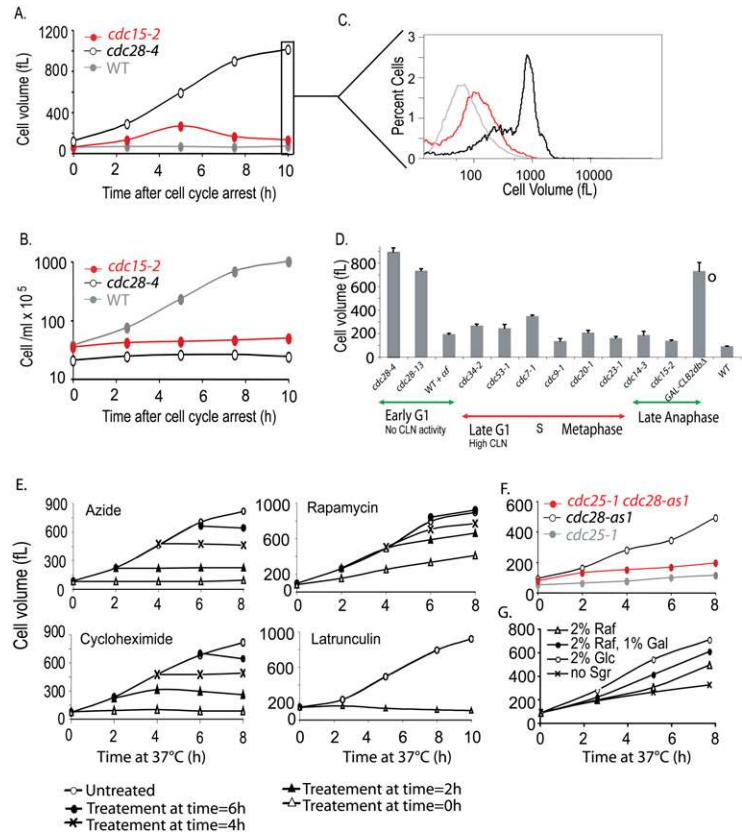 A.
cdc15-2
cdc28-4
WT
Cell volume (fL)
1200
1000
800
400
0
0 2 4 6 8 10
Time after cell cycle arrest (h)
C.
Percent Cells
3
2
1
0
100 1000 10000
Cell Volume (fL)
B.
cdc15-2
cdc28-4
WT
Cell /ml x 10⁵
1000
100
10
0 2 4 6 8 10
Time after cell cycle arrest (h)
D.
Cell volume (fL)
800
600
400
200
0
cdc28-4
cdc28-13
WT + αf
cdc34-2
cdc53-1
cdc7-1
cdc9-1
cdc20-1
cdc23-1
cdc14-3
cdc15-2
GAL-CLB2dbΔ
WT
O
Early G1
No CLN activity
Late G1 S Metaphase
High CLN
Late Anaphase
E.
Cell volume (fL)
Azide
900
600
300
0
0 2 4 6 8
Rapamycin
1000
800
600
400
200
0
0 2 4 6 8
Cycloheximide
900
600
300
0
0 2 4 6 8
Time at 37°C (h)
Latrunculin
1000
800
600
400
200
0
0 2 4 6 8 10
Time at 37°C (h)
F.
cdc25-1 cdc28-as1
cdc28-as1
cdc25-1
600
400
200
0
0 2 4 6 8
G.
2% Raf
2% Raf, 1% Gal
2% Glc
no Sgr
800
600
400
200
0
0 2 4 6 8
Time at 37°C (h)
Untreated
Treatement at time=6h
Treatement at time=4h
Treatement at time=2h
Treatement at time=0h